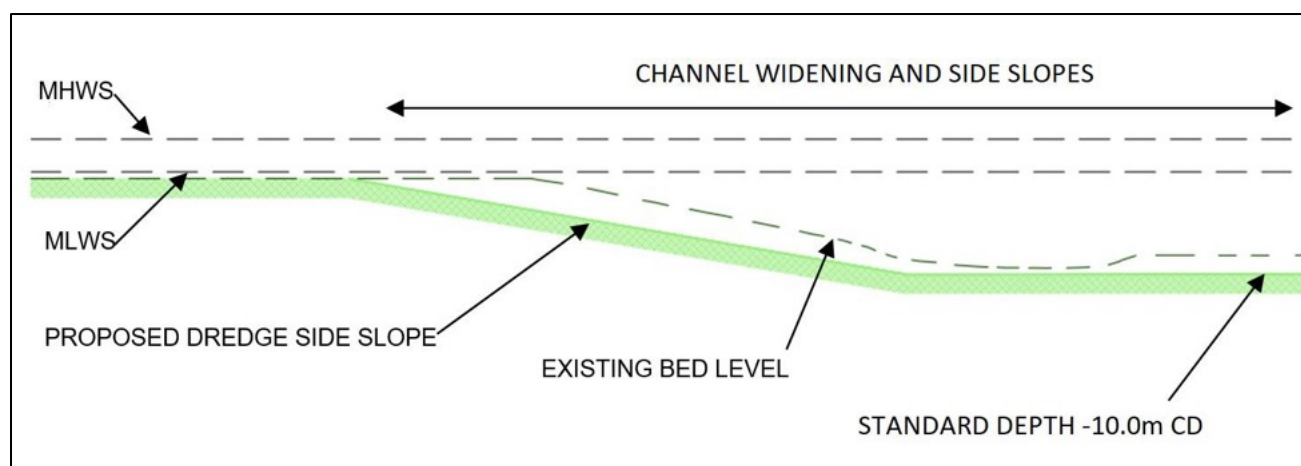 CHANNEL WIDENING AND SIDE SLOPES
MHWS
MLWS
PROPOSED DREDGE SIDE SLOPE
EXISTING BED LEVEL
STANDARD DEPTH -10.0m CD